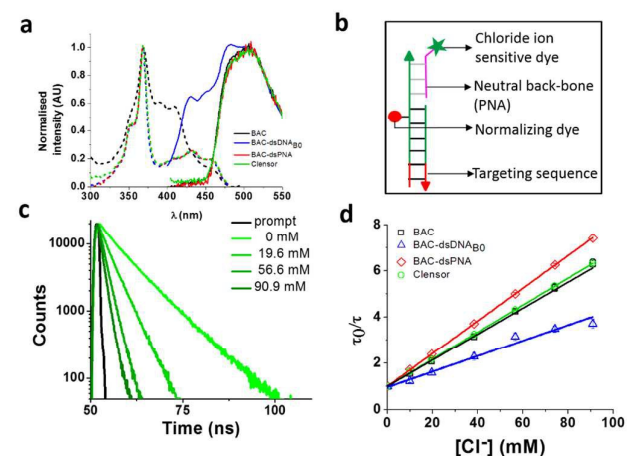 a
Normalised
intensity (AU)
1.0
0.8
0.6
0.4
0.2
0.0
300 350 400 450 500 550
λ (nm)
BAC
BAC-dsDNAB0
BAC-dsPNA
Clensor
b
Chloride ion
sensitive dye
Neutral back-bone
(PNA)
Normalizing dye
Targeting sequence
c
Counts
10000
1000
100
50 75 100
Time (ns)
prompt
0 mM
19.6 mM
56.6 mM
90.9 mM
d
τ0/τ
8
6
4
2
0
0 20 40 60 80 100
[Cl-] (mM)
BAC
BAC-dsDNAB0
BAC-dsPNA
Clensor